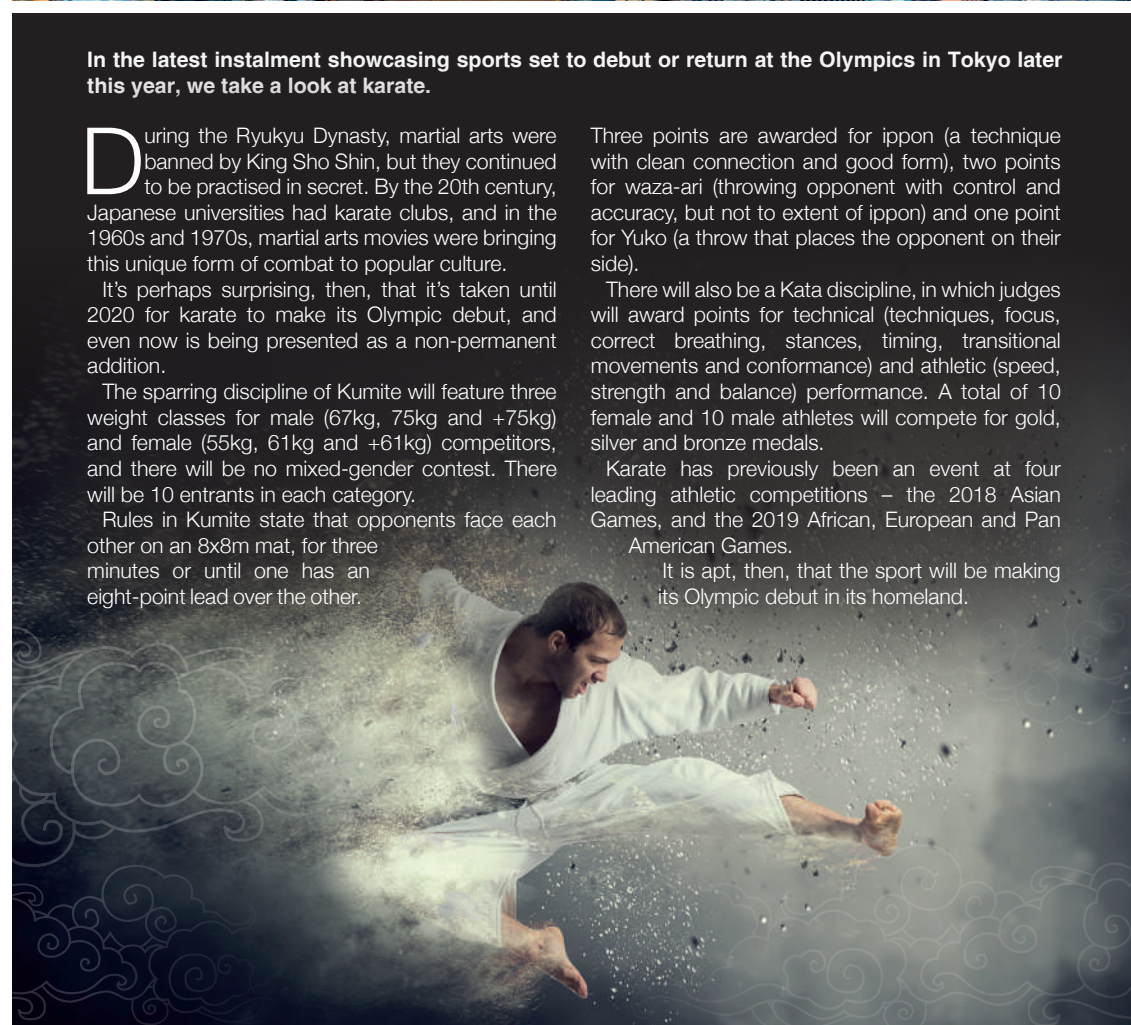 In the latest instalment showcasing sports set to debut or return at the Olympics in Tokyo later
this year, we take a look at karate.
During the Ryukyu Dynasty, martial arts were
banned by King Sho Shin, but they continued
to be practised in secret. By the 20th century,
Japanese universities had karate clubs, and in the
1960s and 1970s, martial arts movies were bringing
this unique form of combat to popular culture.
It’s perhaps surprising, then, that it’s taken until
2020 for karate to make its Olympic debut, and
even now is being presented as a non-permanent
addition.
The sparring discipline of Kumite will feature three
weight classes for male (67kg, 75kg and +75kg)
and female (55kg, 61kg and +61kg) competitors,
and there will be no mixed-gender contest. There
will be 10 entrants in each category.
Rules in Kumite state that opponents face each
other on an 8x8m mat, for three
minutes or until one has an
eight-point lead over the other.
Three points are awarded for ippon (a technique
with clean connection and good form), two points
for waza-ari (throwing opponent with control and
accuracy, but not to extent of ippon) and one point
for Yuko (a throw that places the opponent on their
side).
There will also be a Kata discipline, in which judges
will award points for technical (techniques, focus,
correct breathing, stances, timing, transitional
movements and conformance) and athletic (speed,
strength and balance) performance. A total of 10
female and 10 male athletes will compete for gold,
silver and bronze medals.
Karate has previously been an event at four
leading athletic competitions – the 2018 Asian
Games, and the 2019 African, European and Pan
American Games.
It is apt, then, that the sport will be making
its Olympic debut in its homeland.